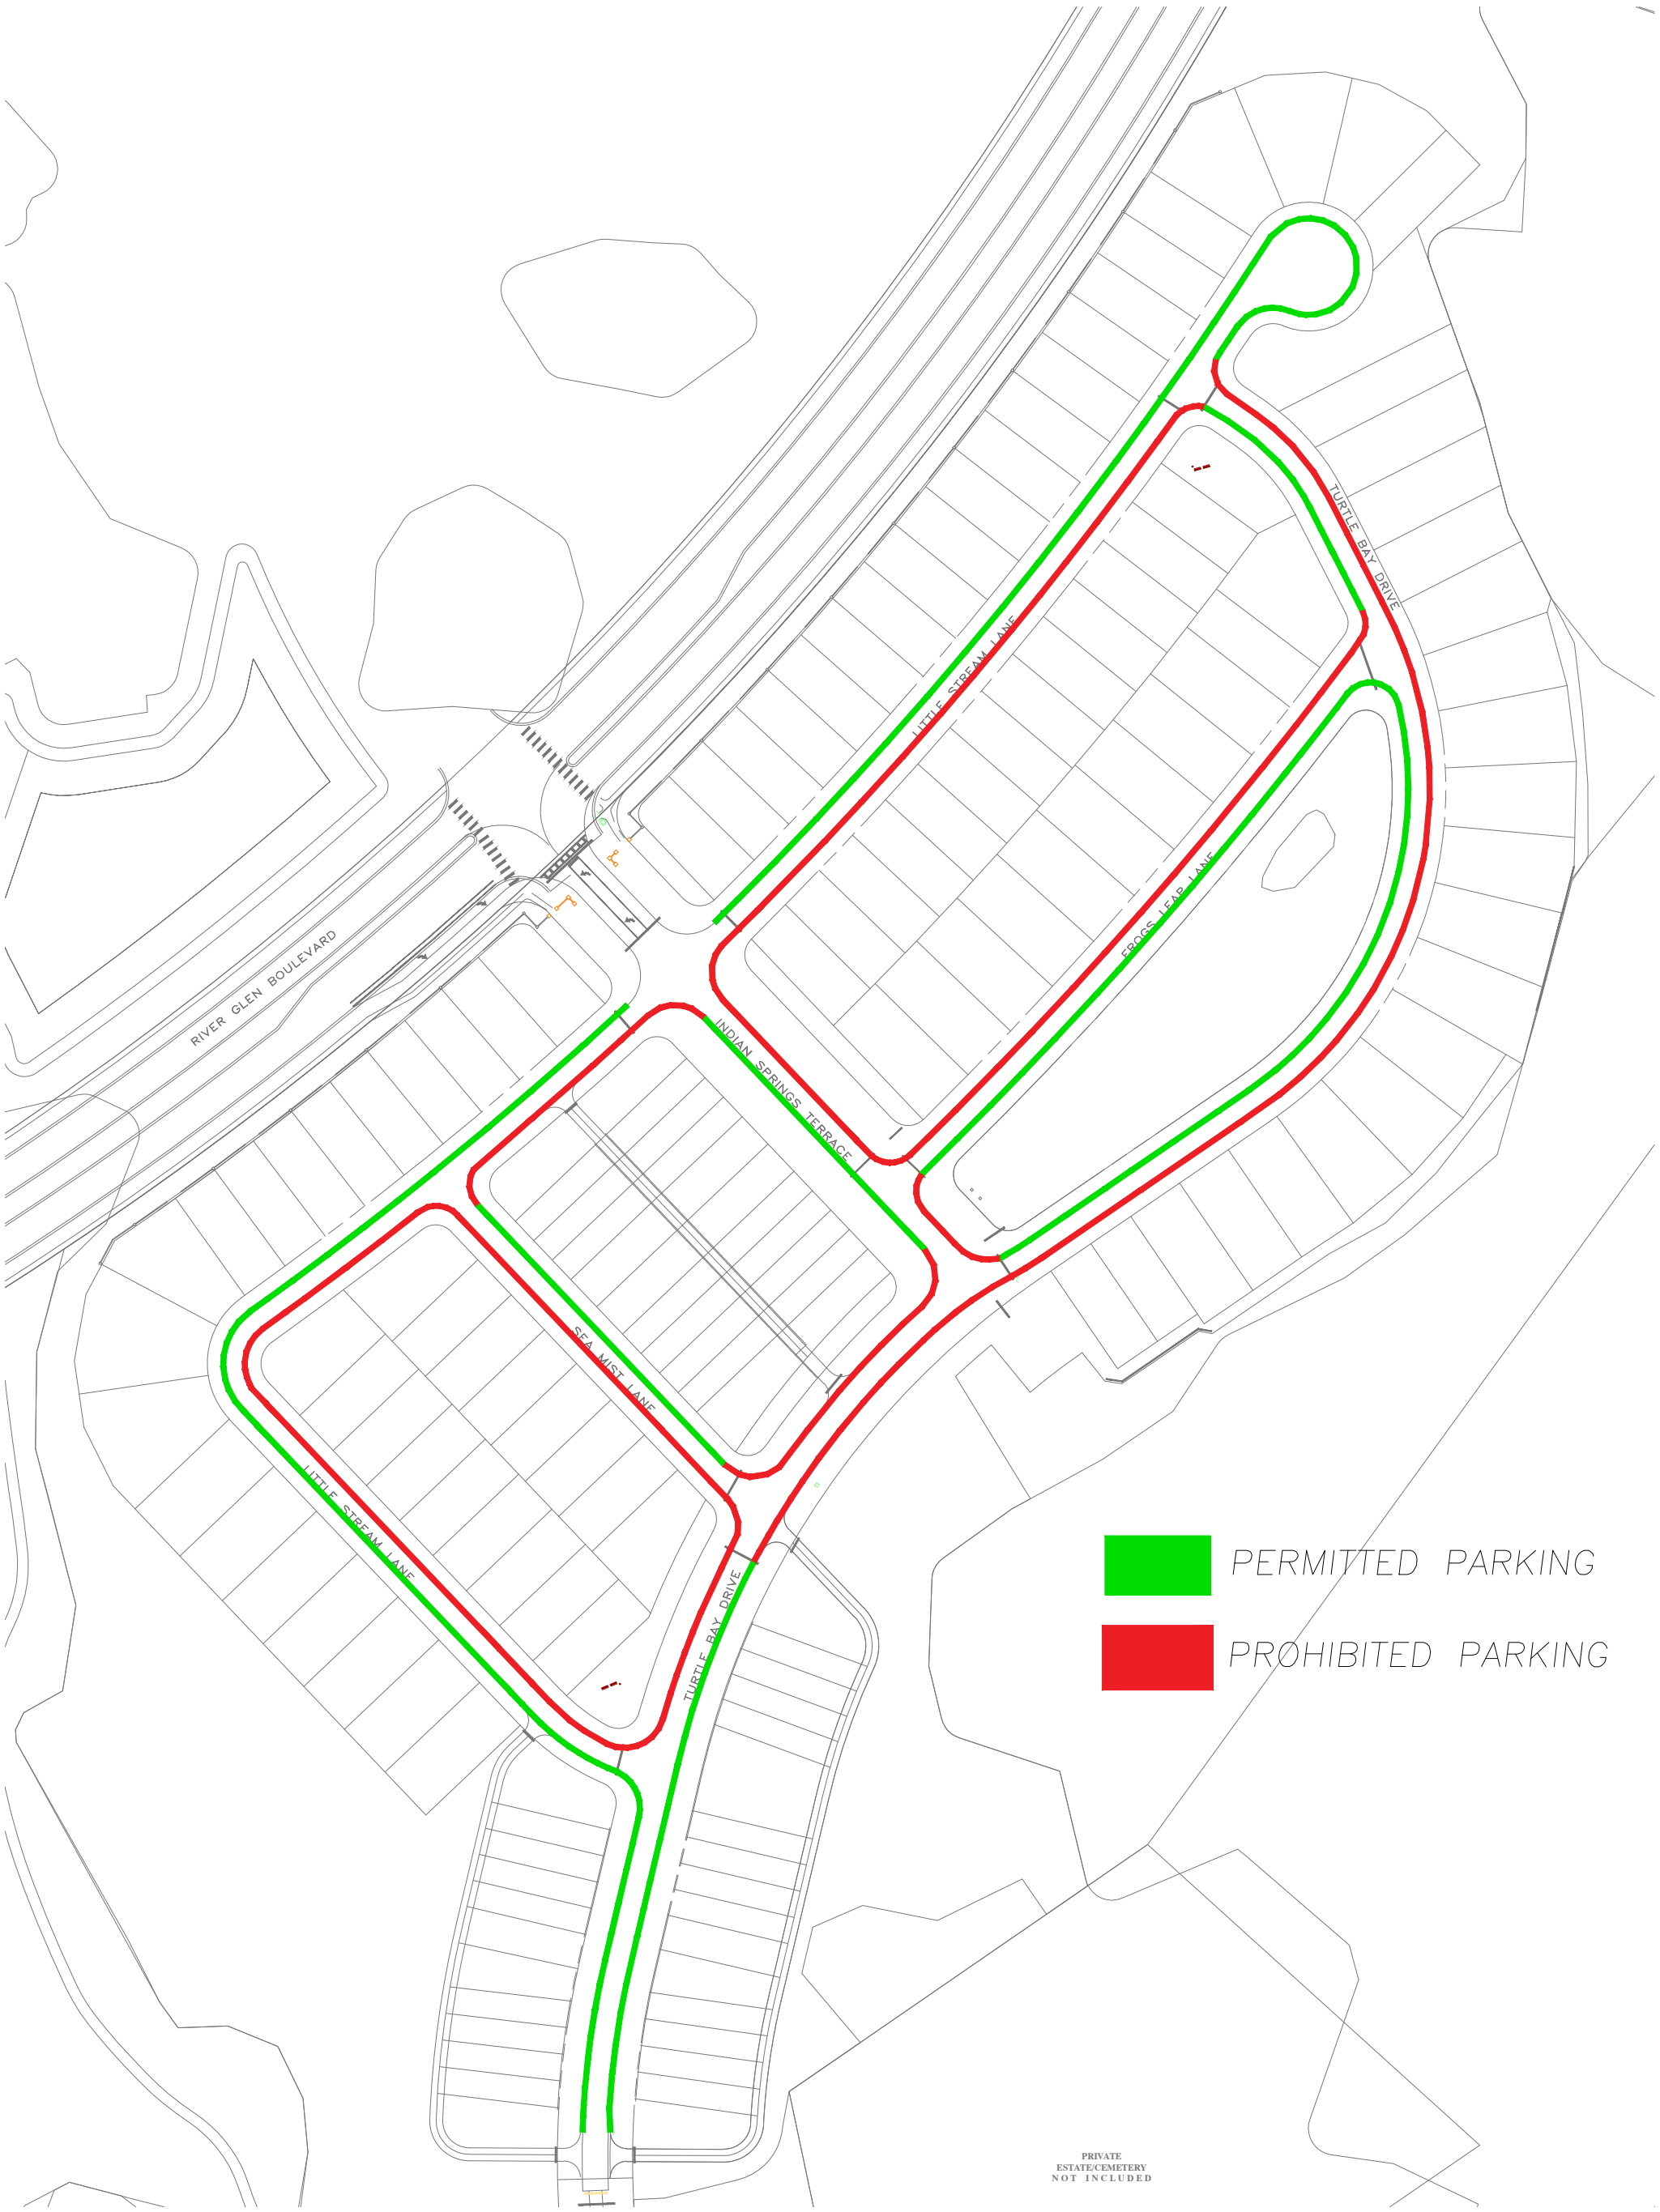 TURTLE BAY DRIVE
LITTLE STREAM LANE
FROGS LEAP LANE
RIVER GLEN BOULEVARD
INDIAN SPRINGS TERRACE
SEA MIST LANE
LITTLE STREAM LANE
TURTLE BAY DRIVE
PERMITTED PARKING
PROHIBITED PARKING
PRIVATE
ESTATE/CEMETERY
NOT INCLUDED